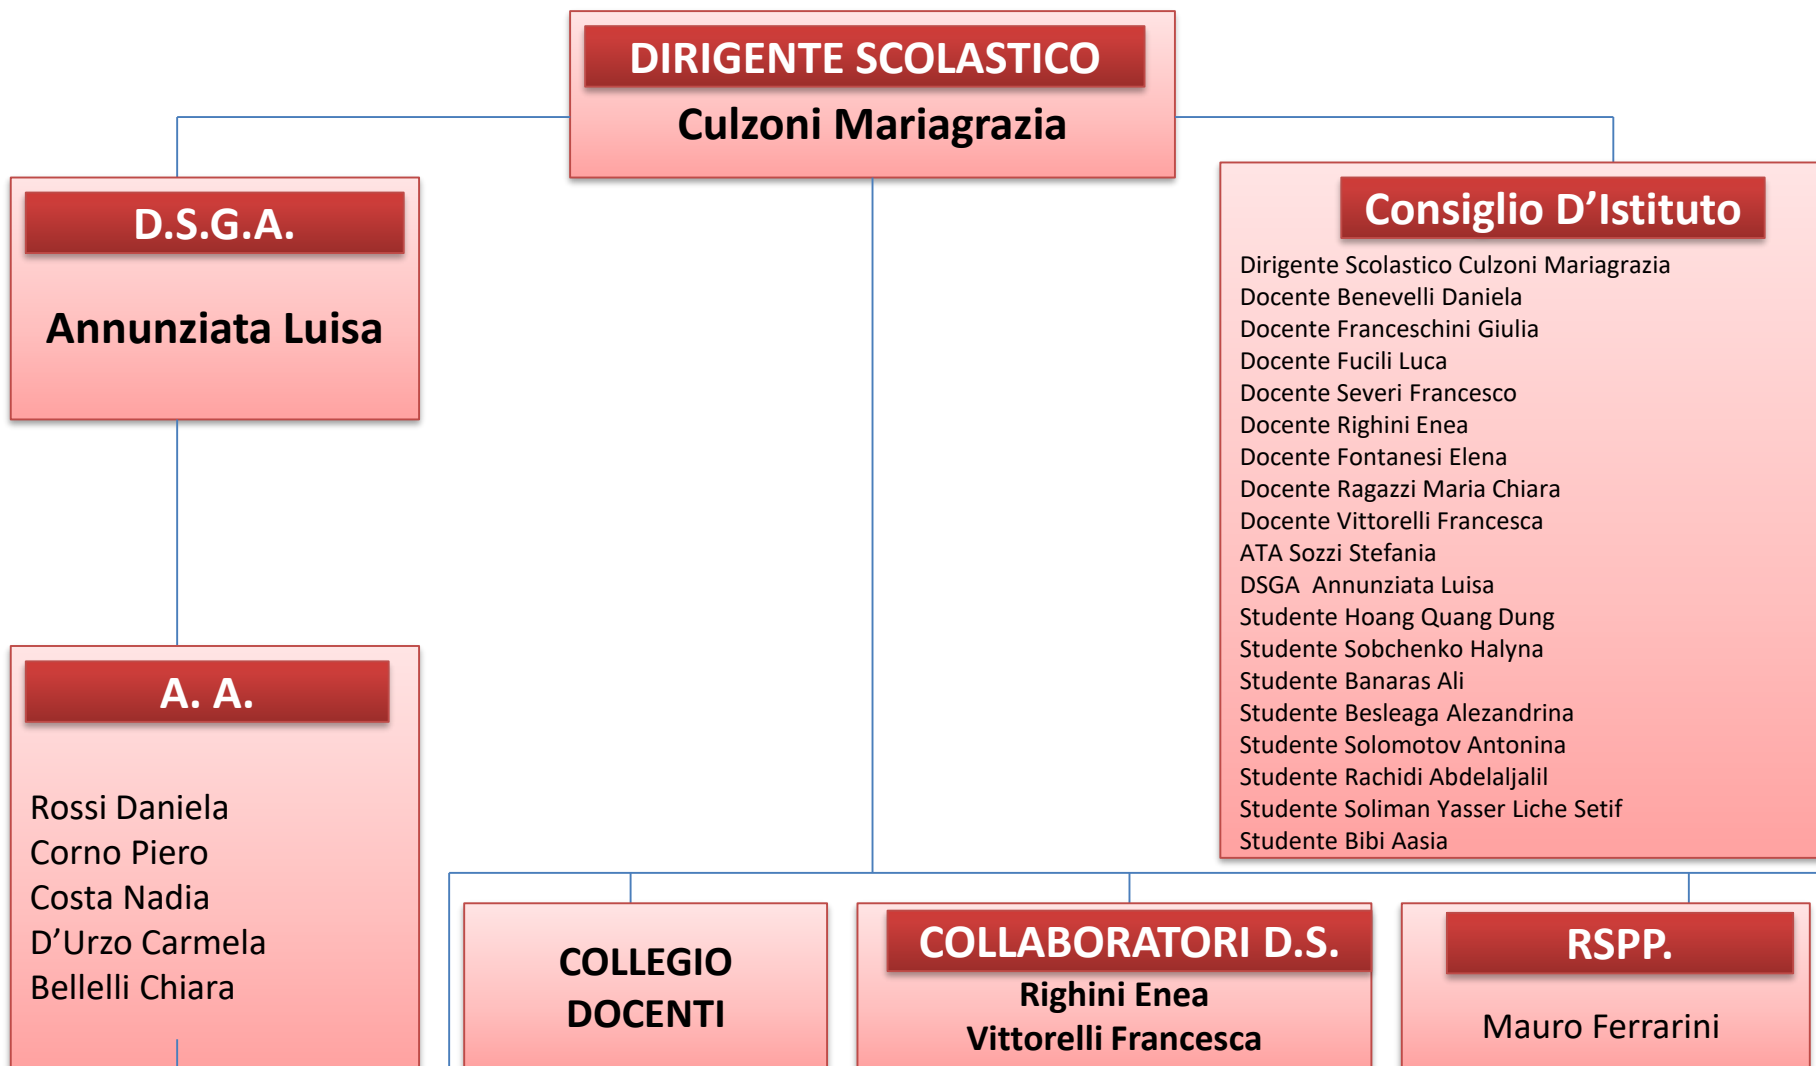 DIRIGENTE SCOLASTICO
Culzoni Mariagrazia
D.S.G.A.
Annunziata Luisa
Consiglio D’Istituto
Dirigente Scolastico Culzoni Mariagrazia
Docente Benevelli Daniela
Docente Franceschini Giulia
Docente Fucili Luca
Docente Severi Francesco
Docente Righini Enea
Docente Fontanesi Elena
Docente Ragazzi Maria Chiara
Docente Vittorelli Francesca
ATA Sozzi Stefania
DSGA Annunziata Luisa
Studente Hoang Quang Dung
Studente Sobchenko Halyna
Studente Banaras Ali
Studente Besleaga Alezandrina
Studente Solomotov Antonina
Studente Rachidi Abdelaljalil
Studente Soliman Yasser Liche Setif
Studente Bibi Aasia
A. A.
Rossi Daniela
Corno Piero
Costa Nadia
D’Urzo Carmela
Bellelli Chiara
COLLEGIO
DOCENTI
COLLABORATORI D.S.
Righini Enea
Vittorelli Francesca
RSPP.
Mauro Ferrarini